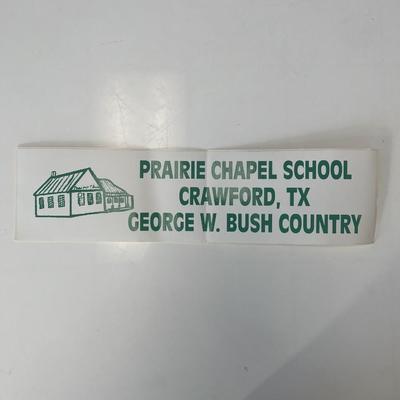 PRAIRIE CHAPEL SCHOOL
CRAWFORD, TX
GEORGE W. BUSH COUNTRY